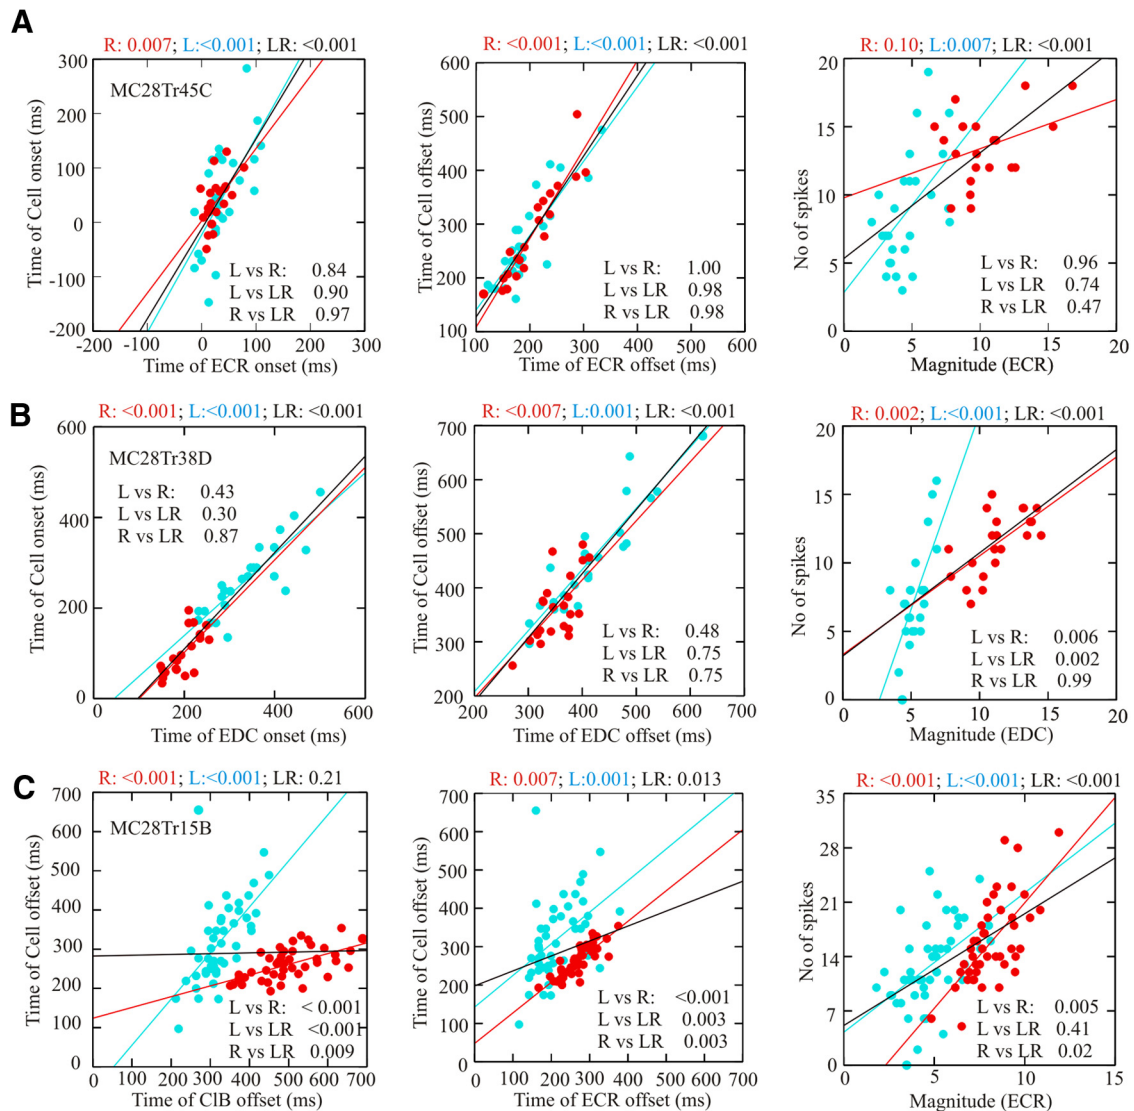 A
R: 0.007; L:<0.001; LR: <0.001
R: <0.001; L:<0.001; LR: <0.001
R: 0.10; L:0.007; LR: <0.001
MC28Tr45C
Time of Cell onset (ms)
300
200
100
0
-100
-200
L vs R: 0.84
L vs LR 0.90
R vs LR 0.97
-200 -100 0 100 200 300
Time of ECR onset (ms)
Time of Cell offset (ms)
600
500
400
300
200
100
L vs R: 1.00
L vs LR 0.98
R vs LR 0.98
100 200 300 400 500 600
Time of ECR offset (ms)
No of spikes
20
15
10
5
0
L vs R: 0.96
L vs LR 0.74
R vs LR 0.47
0 5 10 15 20
Magnitude (ECR)
B
R: <0.001; L:<0.001; LR: <0.001
R: <0.007; L:0.001; LR: <0.001
R: 0.002; L:<0.001; LR: <0.001
MC28Tr38D
L vs R: 0.43
L vs LR 0.30
R vs LR 0.87
Time of Cell onset (ms)
600
400
200
0
0 200 400 600
Time of EDC onset (ms)
Time of Cell offset (ms)
700
600
500
400
300
200
L vs R: 0.48
L vs LR 0.75
R vs LR 0.75
200 300 400 500 600 700
Time of EDC offset (ms)
No of spikes
20
15
10
5
0
L vs R: 0.006
L vs LR 0.002
R vs LR 0.99
0 5 10 15 20
Magnitude (EDC)
C
R: <0.001; L:<0.001; LR: 0.21
R: 0.007; L:0.001; LR: 0.013
R: <0.001; L:<0.001; LR: <0.001
MC28Tr15B
Time of Cell offset (ms)
700
600
500
400
300
200
100
0
L vs R: < 0.001
L vs LR <0.001
R vs LR 0.009
0 100 200 300 400 500 600 700
Time of ClB offset (ms)
Time of Cell offset (ms)
700
600
500
400
300
200
100
0
L vs R: <0.001
L vs LR 0.003
R vs LR 0.003
0 100 200 300 400 500 600 700
Time of ECR offset (ms)
No of spikes
35
28
21
14
7
0
L vs R: 0.005
L vs LR 0.41
R vs LR 0.02
0 5 10 15
Magnitude (ECR)